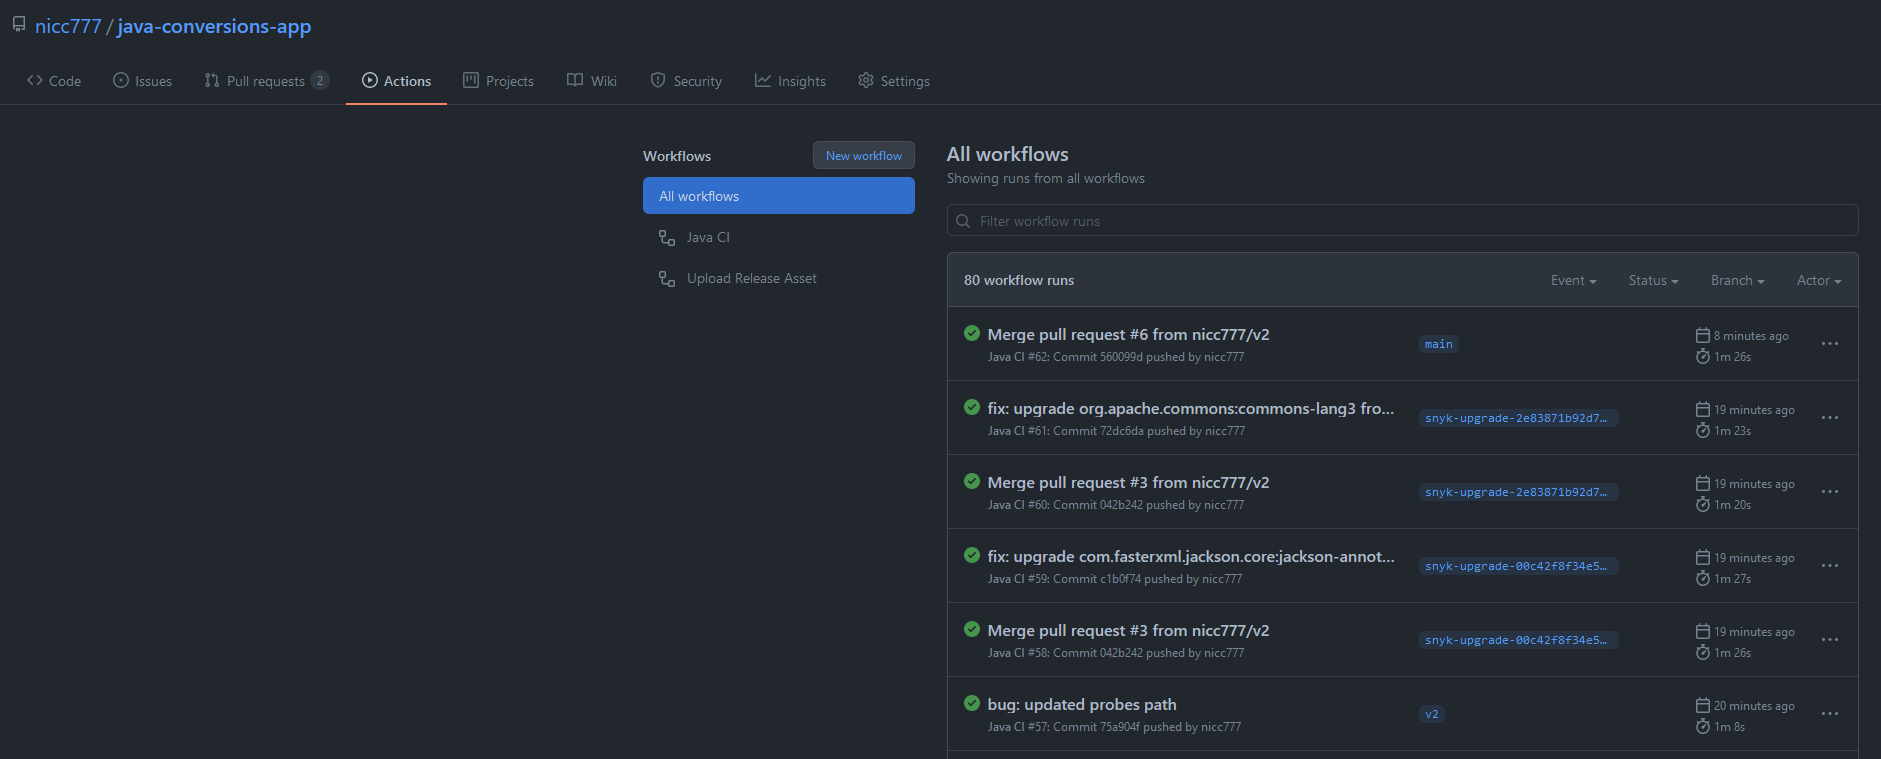 nicc777 / java-conversions-app
Code Issues Pull requests 2 Actions Projects Wiki Security Insights Settings
Workflows
New workflow
All workflows
Java CI
Upload Release Asset
All workflows
Showing runs from all workflows
Filter workflow runs
80 workflow runs Event Status Branch Actor
Merge pull request #6 from nicc777/v2
Java CI #62: Commit 560099d pushed by nicc777
main
8 minutes ago
1m 26s
fix: upgrade org.apache.commons:commons-lang3 fro...
Java CI #61: Commit 72dc6da pushed by nicc777
snyk-upgrade-2e83871b92d7...
19 minutes ago
1m 23s
Merge pull request #3 from nicc777/v2
Java CI #60: Commit 042b242 pushed by nicc777
snyk-upgrade-2e83871b92d7...
19 minutes ago
1m 20s
fix: upgrade com.fasterxml.jackson.core:jackson-annot...
Java CI #59: Commit c1b0f74 pushed by nicc777
snyk-upgrade-00c42f8f34e5...
19 minutes ago
1m 27s
Merge pull request #3 from nicc777/v2
Java CI #58: Commit 042b242 pushed by nicc777
snyk-upgrade-00c42f8f34e5...
19 minutes ago
1m 26s
bug: updated probes path
Java CI #57: Commit 75a904f pushed by nicc777
v2
20 minutes ago
1m 8s